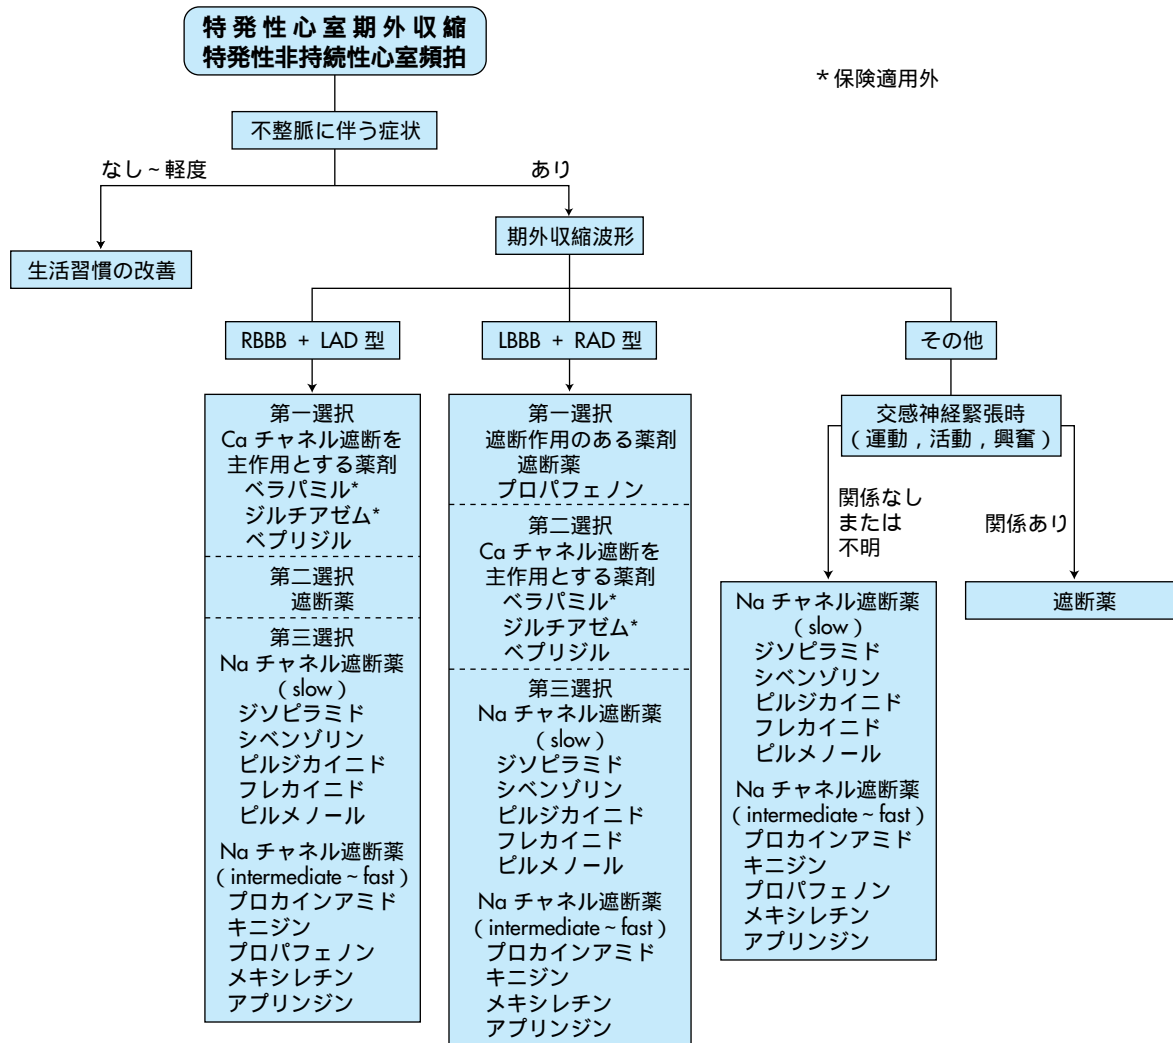 特発性心室期外収縮
特発性非持続性心室頻拍
*保険適用外
不整脈に伴う症状
なし~軽度
あり
生活習慣の改善
期外収縮波形
RBBB + LAD 型
LBBB + RAD 型
その他
第一選択
Ca チャネル遮断を
主作用とする薬剤
ベラパミル*
ジルチアゼム*
ベプリジル
第二選択
遮断薬
第三選択
Na チャネル遮断薬
(slow)
ジソピラミド
シベンゾリン
ピルジカイニド
フレカイニド
ピルメノール
Na チャネル遮断薬
(intermediate~fast)
プロカインアミド
キニジン
プロパフェノン
メキシレチン
アプリンジン
第一選択
遮断作用のある薬剤
遮断薬
プロパフェノン
第二選択
Ca チャネル遮断を
主作用とする薬剤
ベラパミル*
ジルチアゼム*
ベプリジル
第三選択
Na チャネル遮断薬
(slow)
ジソピラミド
シベンゾリン
ピルジカイニド
フレカイニド
ピルメノール
Na チャネル遮断薬
(intermediate~fast)
プロカインアミド
キニジン
メキシレチン
アプリンジン
交感神経緊張時
(運動,活動,興奮)
関係なし
または
不明
関係あり
Na チャネル遮断薬
(slow)
ジソピラミド
シベンゾリン
ピルジカイニド
フレカイニド
ピルメノール
Na チャネル遮断薬
(intermediate~fast)
プロカインアミド
キニジン
プロパフェノン
メキシレチン
アプリンジン
遮断薬